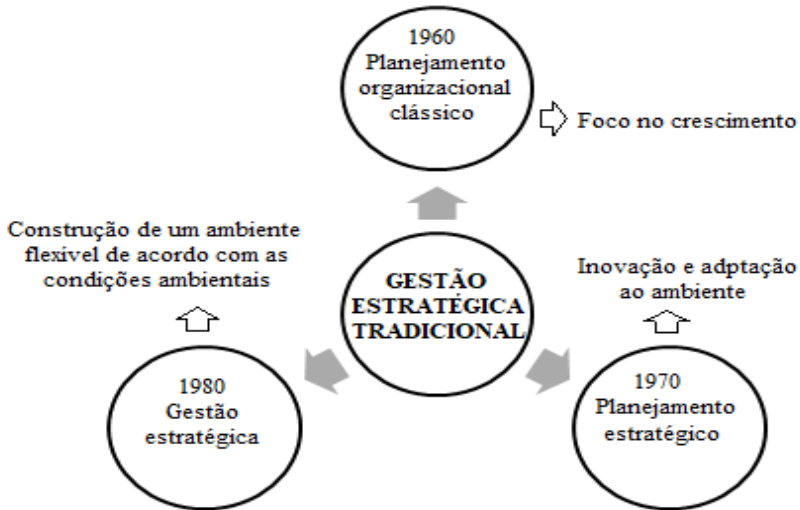 1960
Planejamento
organizacional
clássico
Foco no crescimento
Construção de um ambiente
flexível de acordo com as
condições ambientais
GESTÃO
ESTRATÉGICA
TRADICIONAL
Inovação e adptação
ao ambiente
1980
Gestão
estratégica
1970
Planejamento
estratégico